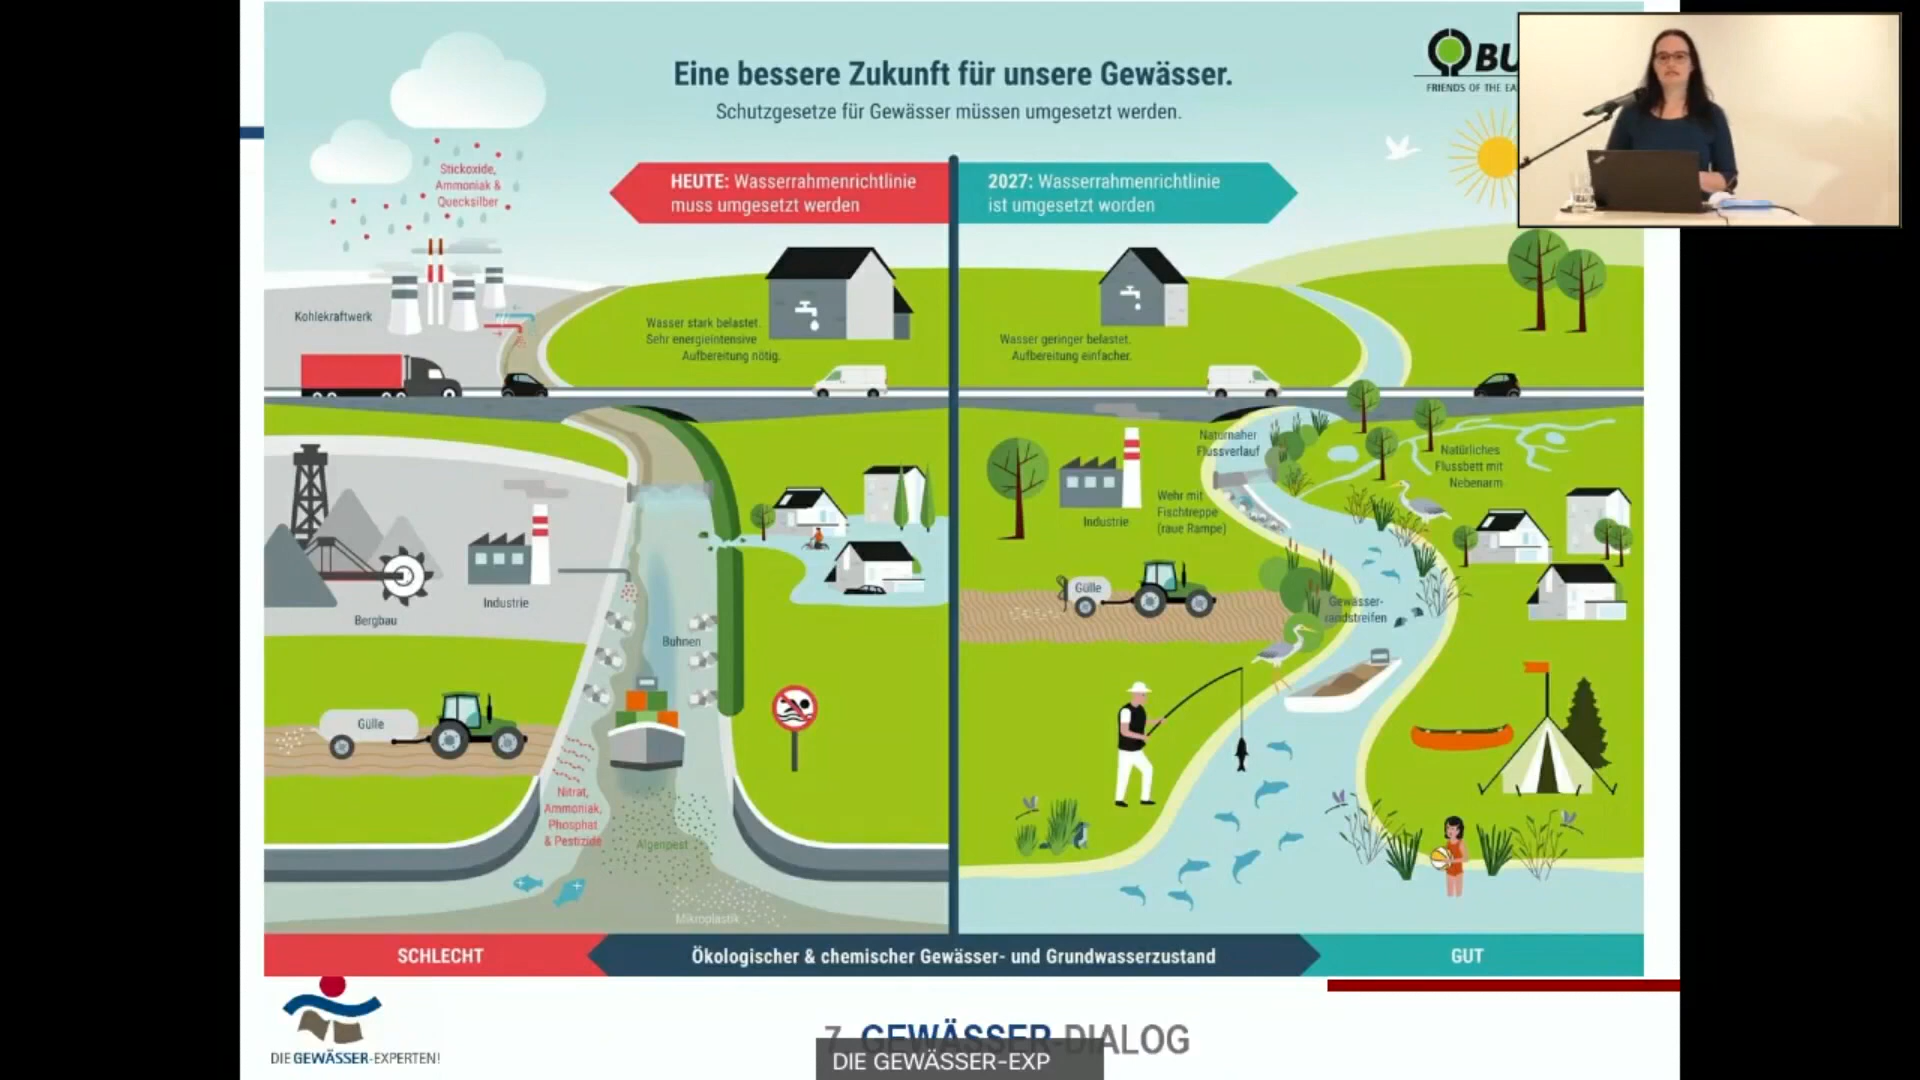 Eine bessere Zukunft für unsere Gewässer.
Schutzgesetze für Gewässer müssen umgesetzt werden.
BU
FRIENDS OF THE EA
Stickoxide,
Ammoniak &
Quecksilber
HEUTE: Wasserrahmenrichtlinie
muss umgesetzt werden
2027: Wasserrahmenrichtlinie
ist umgesetzt worden
Kohlekraftwerk
Wasser stark belastet.
Sehr energieintensive
Aufbereitung nötig.
Wasser geringer belastet.
Aufbereitung einfacher.
Bergbau
Industrie
Buhnen
Gülle
Nitrat,
Ammoniak,
Phosphat
& Pestizide
Algenpest
Mikroplastik
Industrie
Naturnaher
Flussverlauf
Wehr mit
Fischtreppe
(raue Rampe)
Natürliches
Flussbett mit
Nebenarm
Gülle
Gewässer-
randstreifen
SCHLECHT
Ökologischer & chemischer Gewässer- und Grundwasserzustand
GUT
DIE GEWÄSSER-EXPERTEN!
7. GEWÄSSER-DIALOG
DIE GEWÄSSER-EXP